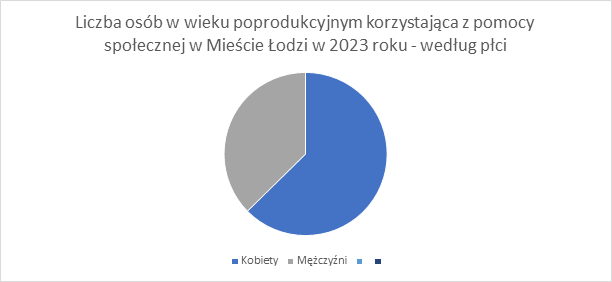 Liczba osób w wieku poprodukcyjnym korzystająca z pomocy
społecznej w Mieście Łodzi w 2023 roku - według płci
Kobiety Mężczyźni